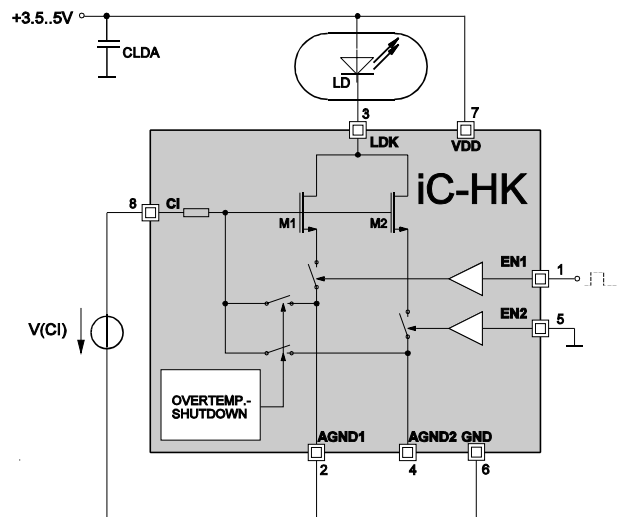 +3.5..5V
CLDA
LD
3
7
LDK
VDD
iC-HK
8
CI
M1
M2
EN1
1
EN2
5
V(CI)
OVERTEMP.-
SHUTDOWN
AGND1
AGND2
GND
2
4
6